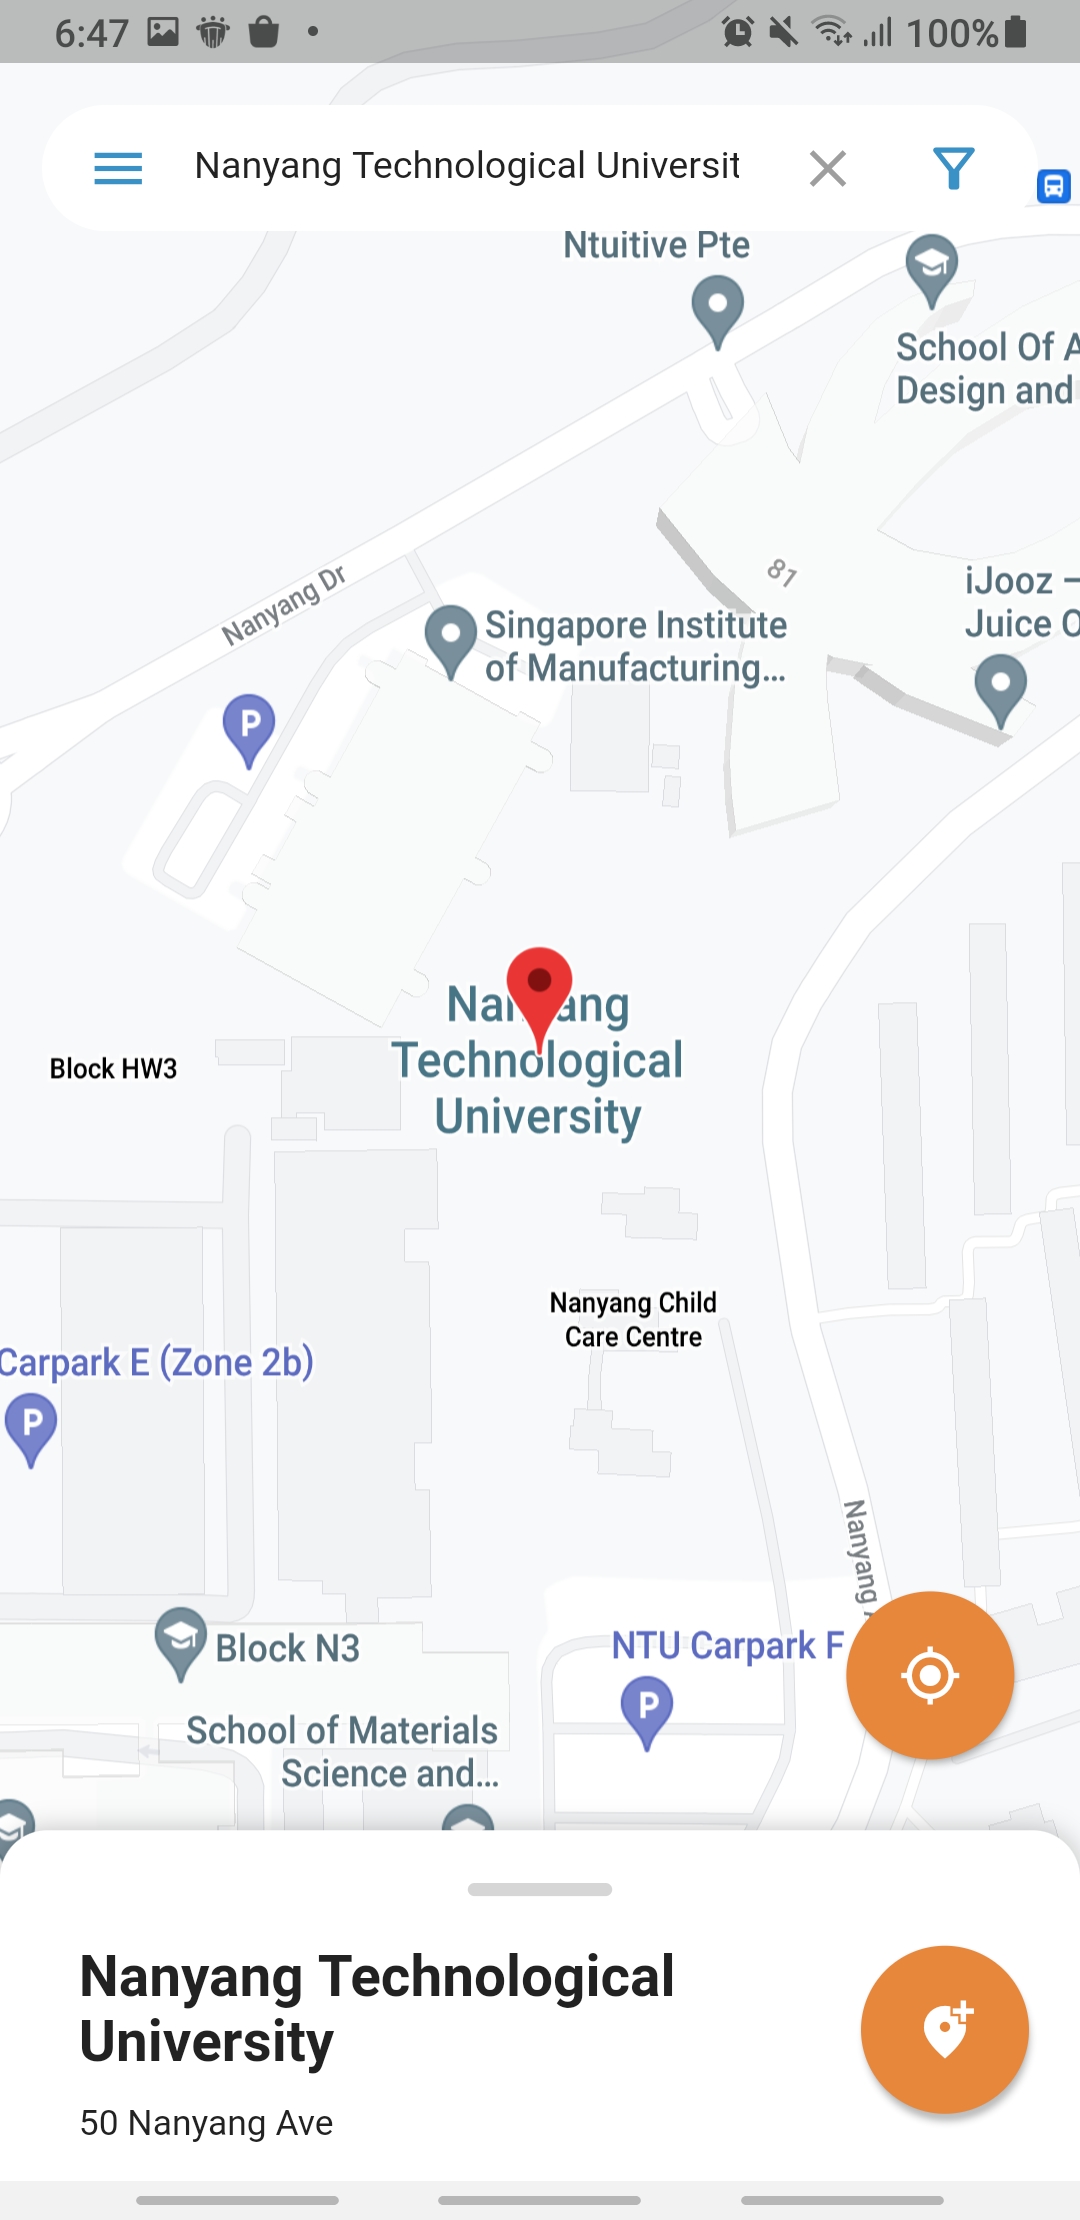 6:47
100%
Nanyang Technological Universit
Ntuitive Pte
School Of A
Design and
Nanyang Dr
81
iJooz –
Juice O
Singapore Institute
of Manufacturing...
P
Nanyang
Technological
University
Block HW3
Nanyang Child
Care Centre
Carpark E (Zone 2b)
P
Nanyang
Block N3
NTU Carpark F
P
School of Materials
Science and...
Nanyang Technological
University
50 Nanyang Ave